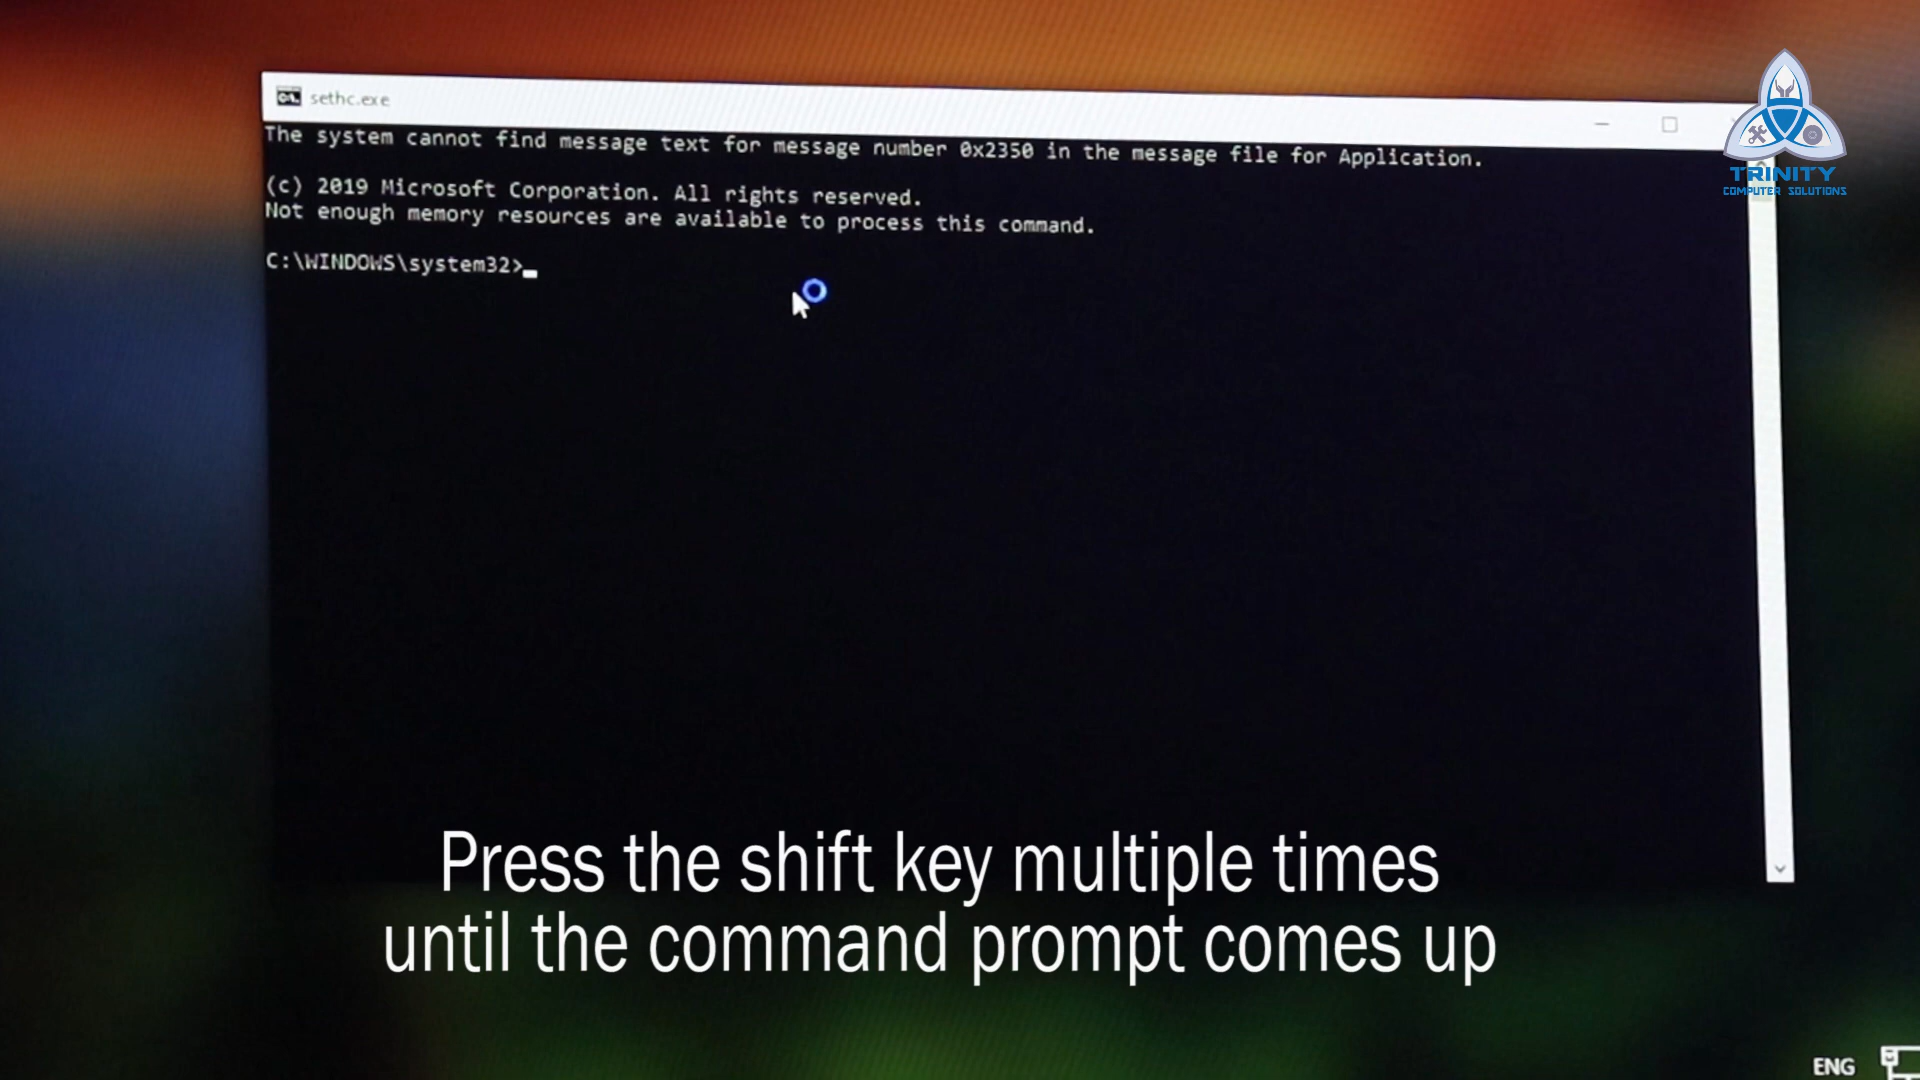 sethc.exe
The system cannot find message text for message number 0x2350 in the message file for Application.
(c) 2019 Microsoft Corporation. All rights reserved.
Not enough memory resources are available to process this command.
C:\WINDOWS\system32>
TRINITY
COMPUTER SOLUTIONS
Press the shift key multiple times
until the command prompt comes up
ENG